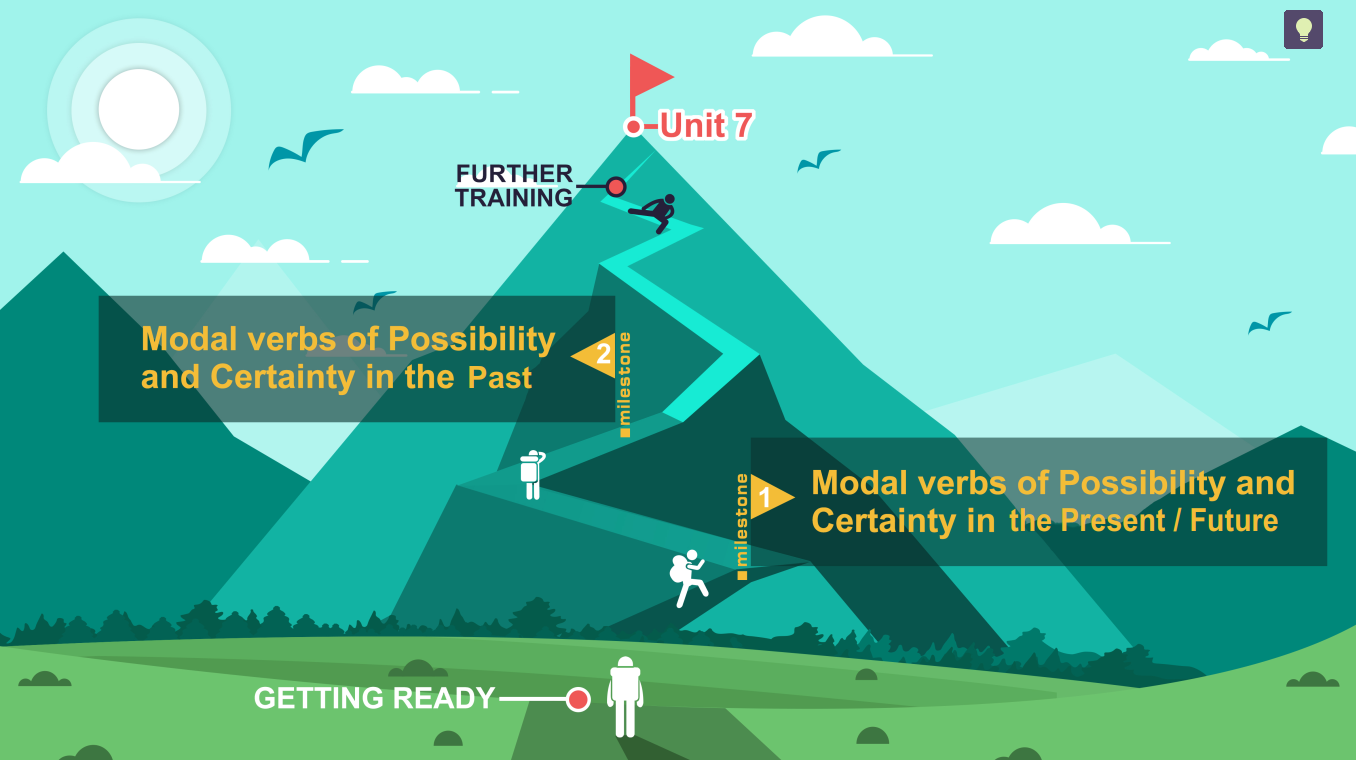 Unit 7
FURTHER
TRAINING
Modal verbs of Possibility
and Certainty in the Past
2
milestone
milestone
1
Modal verbs of Possibility and
Certainty in the Present / Future
GETTING READY